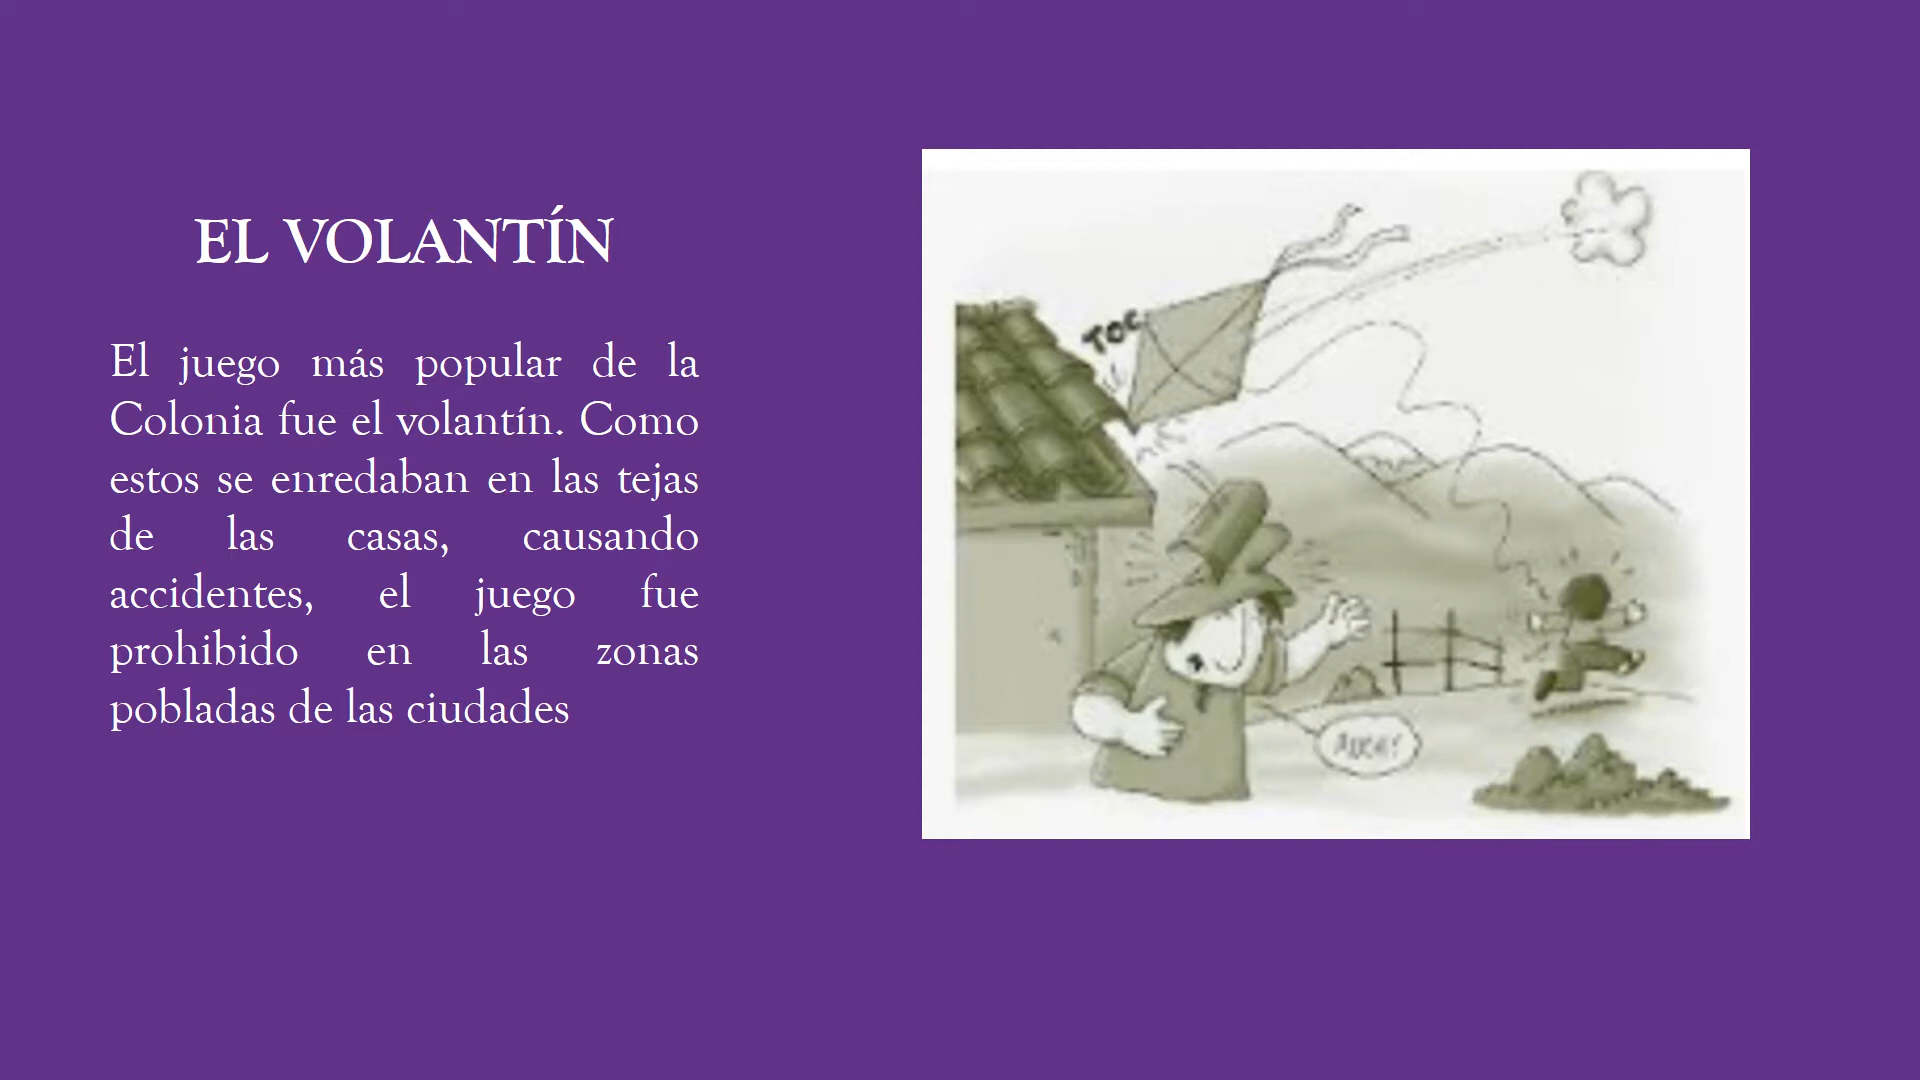 EL VOLANTÍN
El juego más popular de la
Colonia fue el volantín. Como
estos se enredaban en las tejas
de las casas, causando
accidentes, el juego fue
prohibido en las zonas
pobladas de las ciudades
TOC